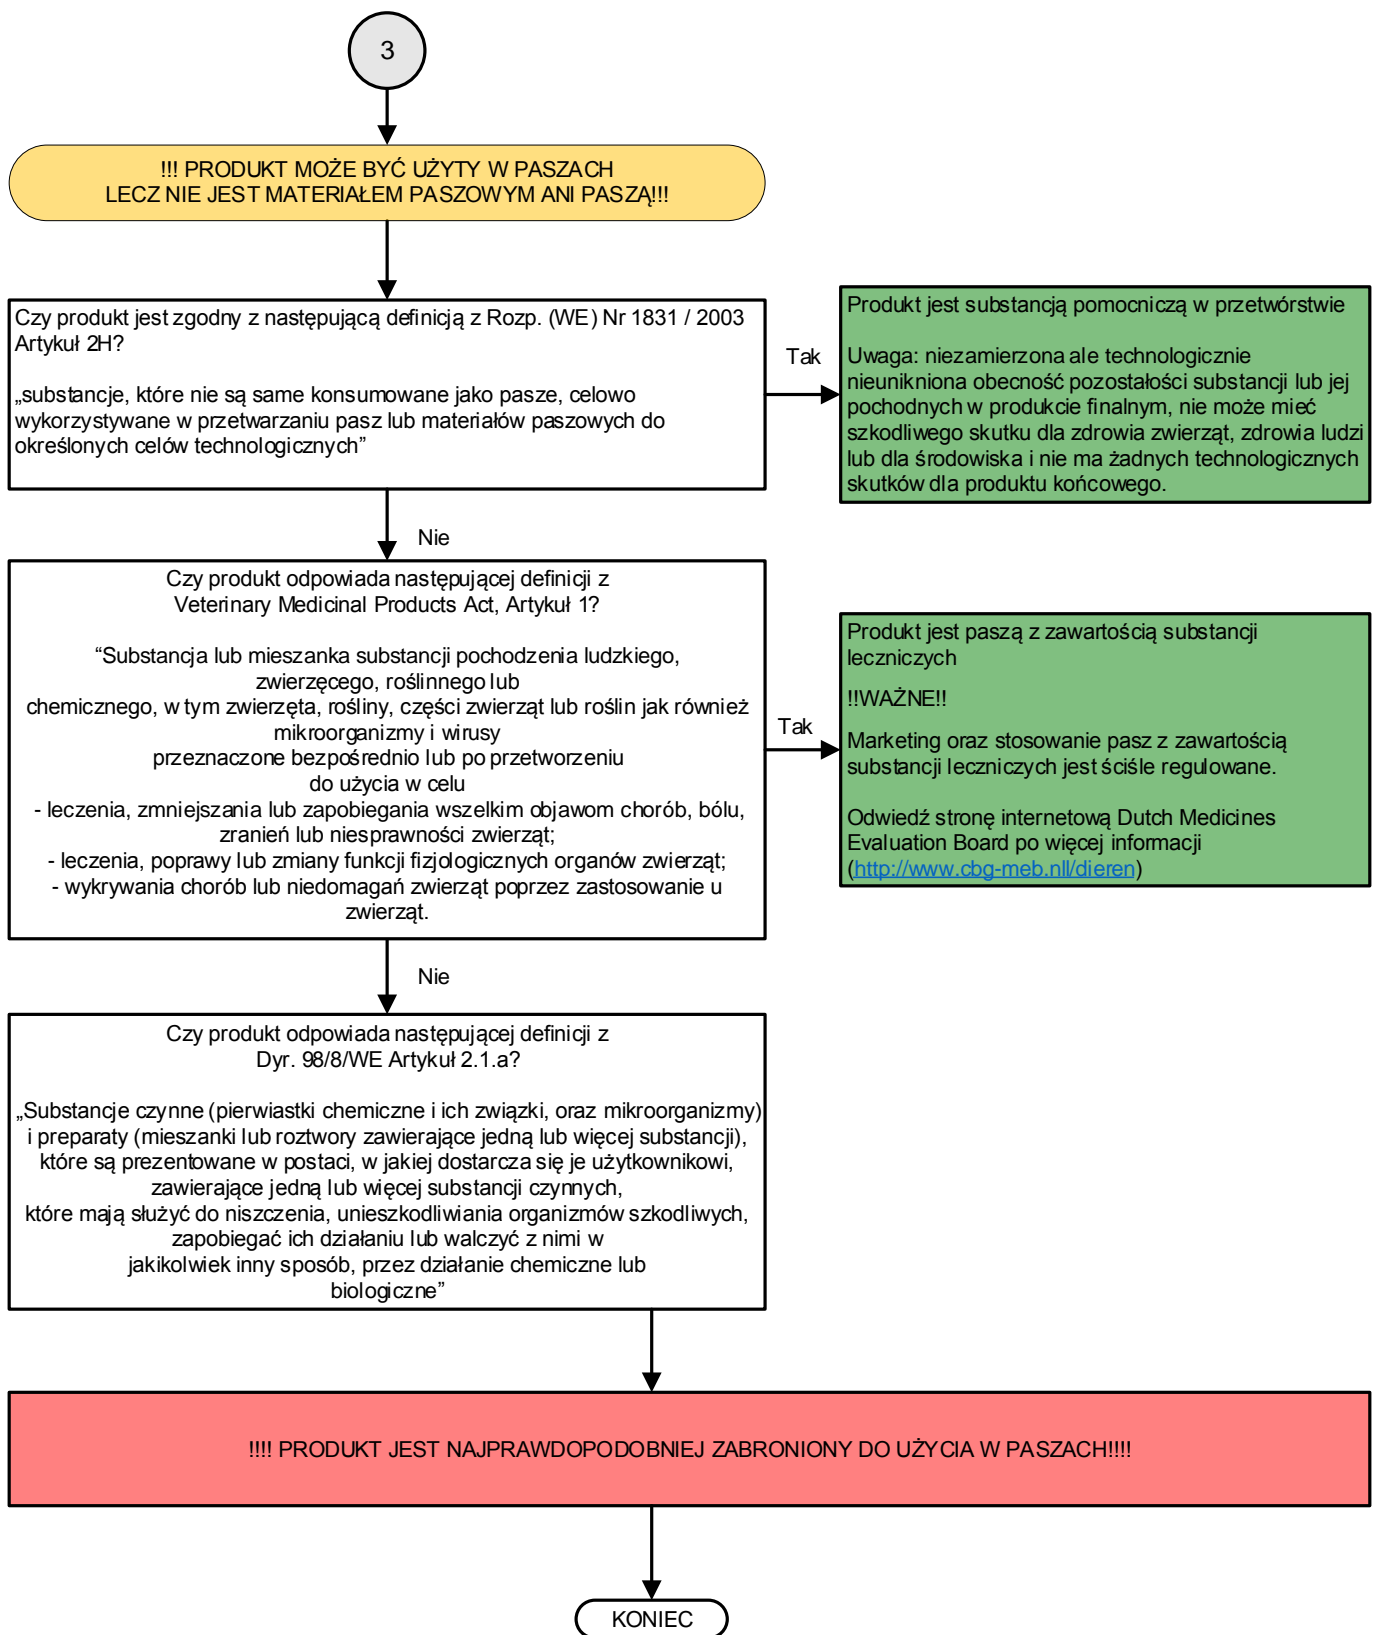 3
!!! PRODUKT MOŻE BYĆ UŻYTY W PASZACH
LECZ NIE JEST MATERIAŁEM PASZOWYM ANI PASZĄ!!!
Czy produkt jest zgodny z następującą definicją z Rozp. (WE) Nr 1831 / 2003
Artykuł 2H?
„substancje, które nie są same konsumowane jako pasze, celowo
wykorzystywane w przetwarzaniu pasz lub materiałów paszowych do
określonych celów technologicznych”
Tak
Produkt jest substancją pomocniczą w przetwórstwie
Uwaga: niezamierzona ale technologicznie
nieunikniona obecność pozostałości substancji lub jej
pochodnych w produkcie finalnym, nie może mieć
szkodliwego skutku dla zdrowia zwierząt, zdrowia ludzi
lub dla środowiska i nie ma żadnych technologicznych
skutków dla produktu końcowego.
Nie
Czy produkt odpowiada następującej definicji z
Veterinary Medicinal Products Act, Artykuł 1?
“Substancja lub mieszanka substancji pochodzenia ludzkiego,
zwierzęcego, roślinnego lub
chemicznego, w tym zwierzęta, rośliny, części zwierząt lub roślin jak również
mikroorganizmy i wirusy
przeznaczone bezpośrednio lub po przetworzeniu
do użycia w celu
- leczenia, zmniejszania lub zapobiegania wszelkim objawom chorób, bólu,
zranień lub niesprawności zwierząt;
- leczenia, poprawy lub zmiany funkcji fizjologicznych organów zwierząt;
- wykrywania chorób lub niedomagań zwierząt poprzez zastosowanie u
zwierząt.
Tak
Produkt jest paszą z zawartością substancji
leczniczych
!!WAŻNE!!
Marketing oraz stosowanie pasz z zawartością
substancji leczniczych jest ściśle regulowane.
Odwiedź stronę internetową Dutch Medicines
Evaluation Board po więcej informacji
(http://www.cbg-meb.nll/dieren)
Nie
Czy produkt odpowiada następującej definicji z
Dyr. 98/8/WE Artykuł 2.1.a?
„Substancje czynne (pierwiastki chemiczne i ich związki, oraz mikroorganizmy)
i preparaty (mieszanki lub roztwory zawierające jedną lub więcej substancji),
które są prezentowane w postaci, w jakiej dostarcza się je użytkownikowi,
zawierające jedną lub więcej substancji czynnych,
które mają służyć do niszczenia, unieszkodliwiania organizmów szkodliwych,
zapobiegać ich działaniu lub walczyć z nimi w
jakikolwiek inny sposób, przez działanie chemiczne lub
biologiczne”
!!!! PRODUKT JEST NAJPRAWDOPODOBNIEJ ZABRONIONY DO UŻYCIA W PASZACH!!!!
KONIEC